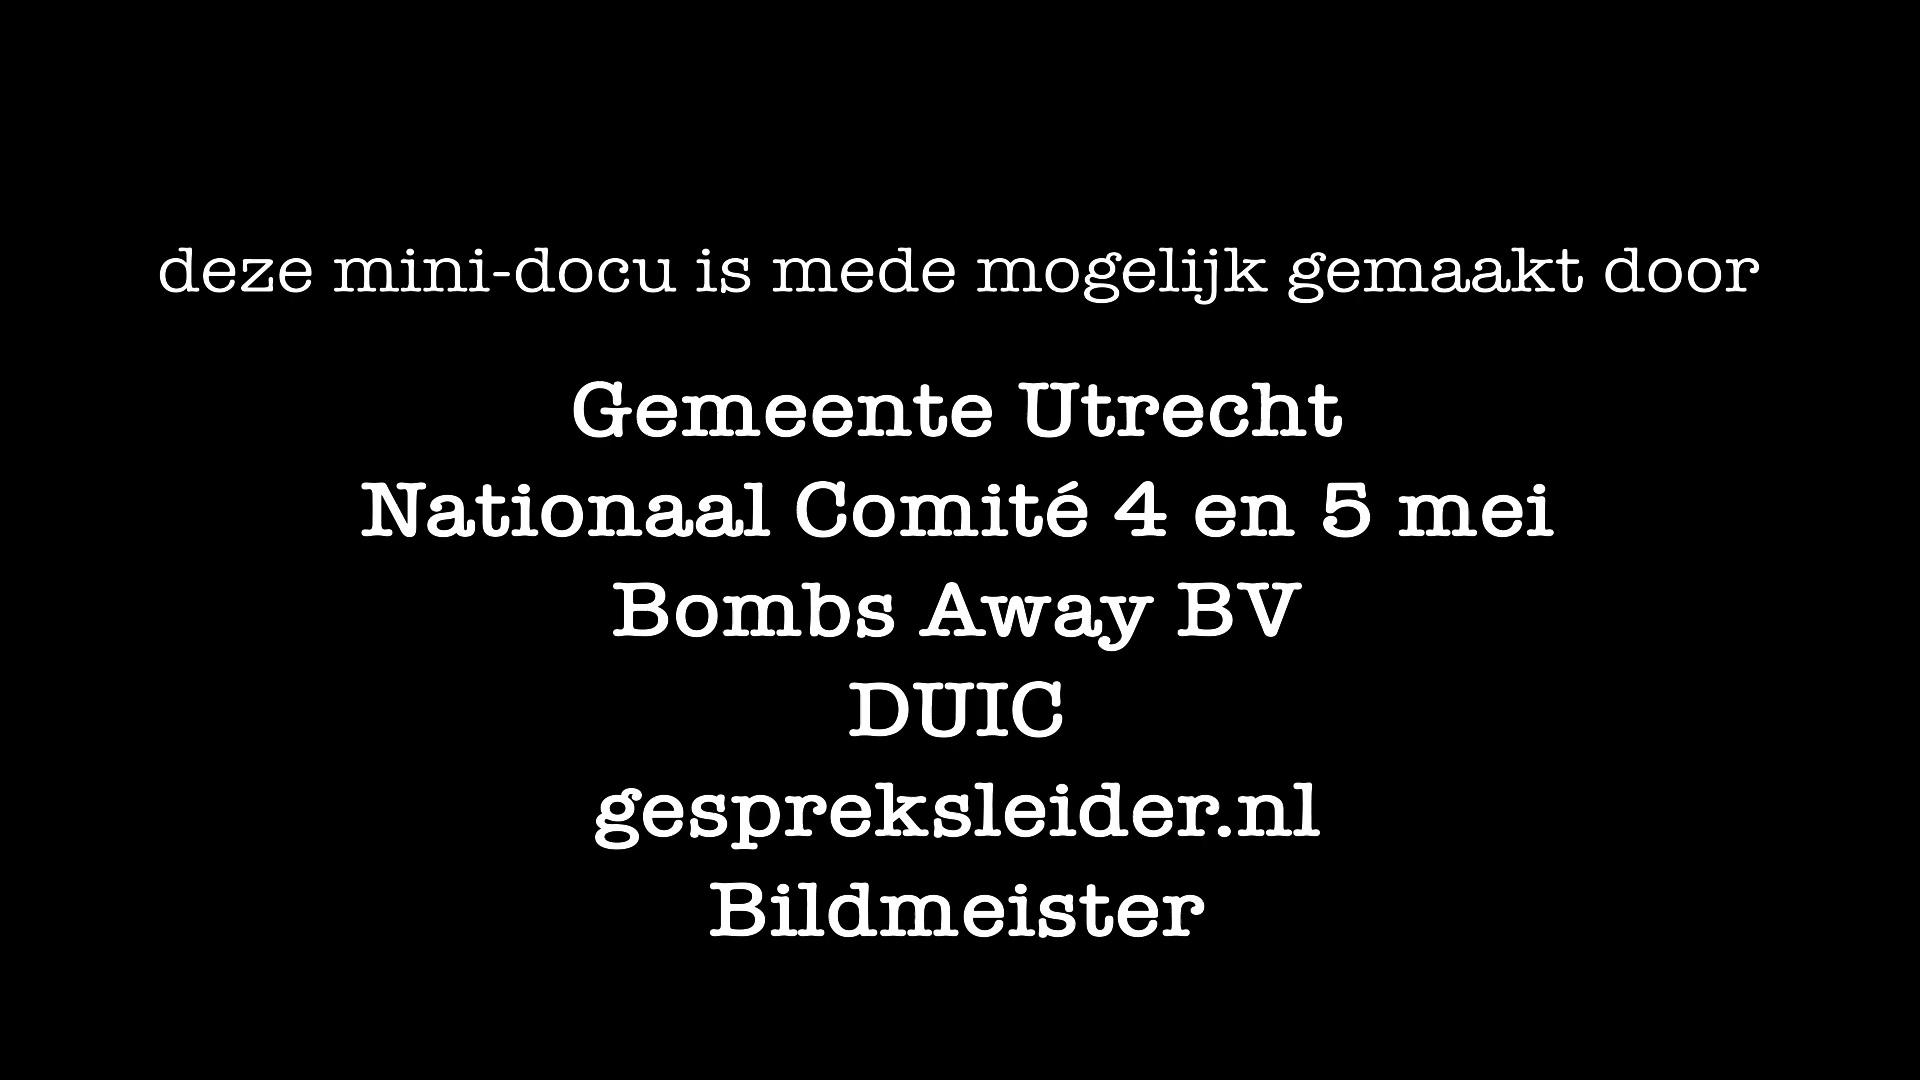 deze mini-docu is mede mogelijk gemaakt door
Gemeente Utrecht
Nationaal Comité 4 en 5 mei
Bombs Away BV
DUIC
gespreksleider.nl
Bildmeister